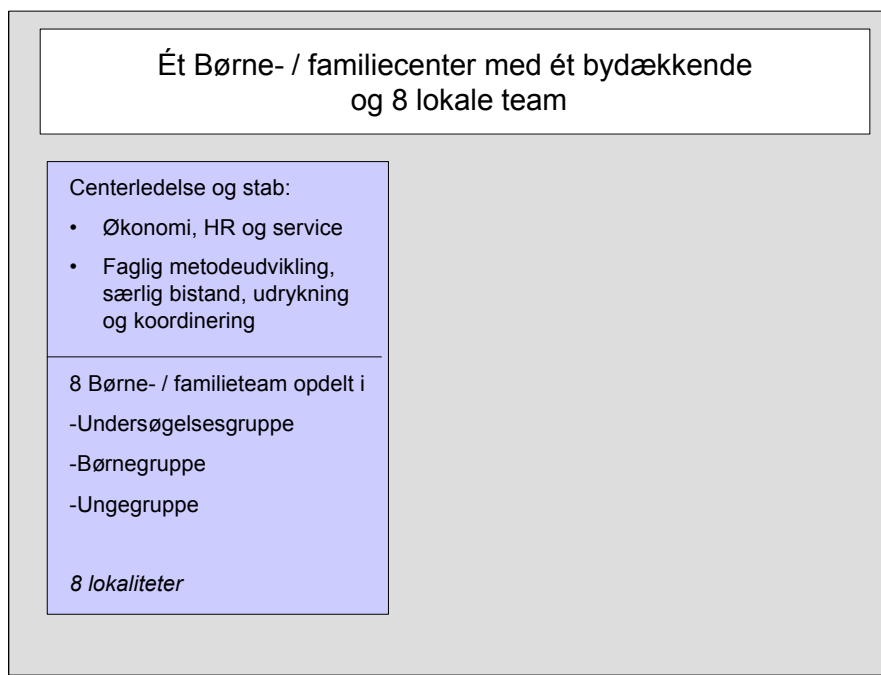 Ét Børne- / familiecenter med ét bydækkende
og 8 lokale team
Centerledelse og stab:
• Økonomi, HR og service
• Faglig metodeudvikling,
særlig bistand, udrykning
og koordinering
8 Børne- / familieteam opdelt i
-Undersøgelsesgruppe
-Børnegruppe
-Ungegruppe
8 lokaliteter